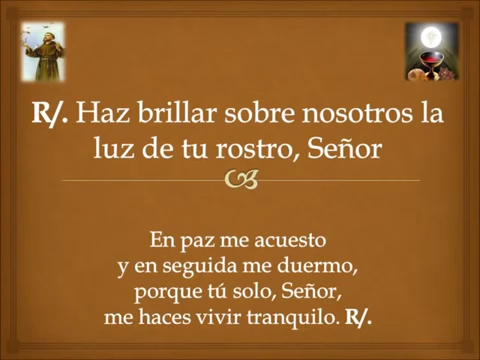 R/. Haz brillar sobre nosotros la
luz de tu rostro, Señor
En paz me acuesto
y en seguida me duermo,
porque tú solo, Señor,
me haces vivir tranquilo. R/.